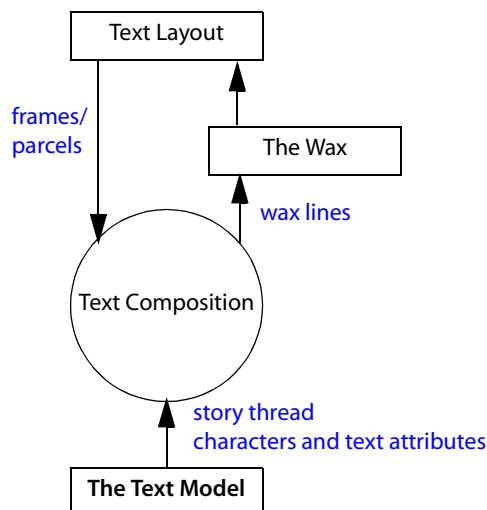 Text Layout
frames/
parcels
The Wax
wax lines
Text Composition
story thread
characters and text attributes
The Text Model